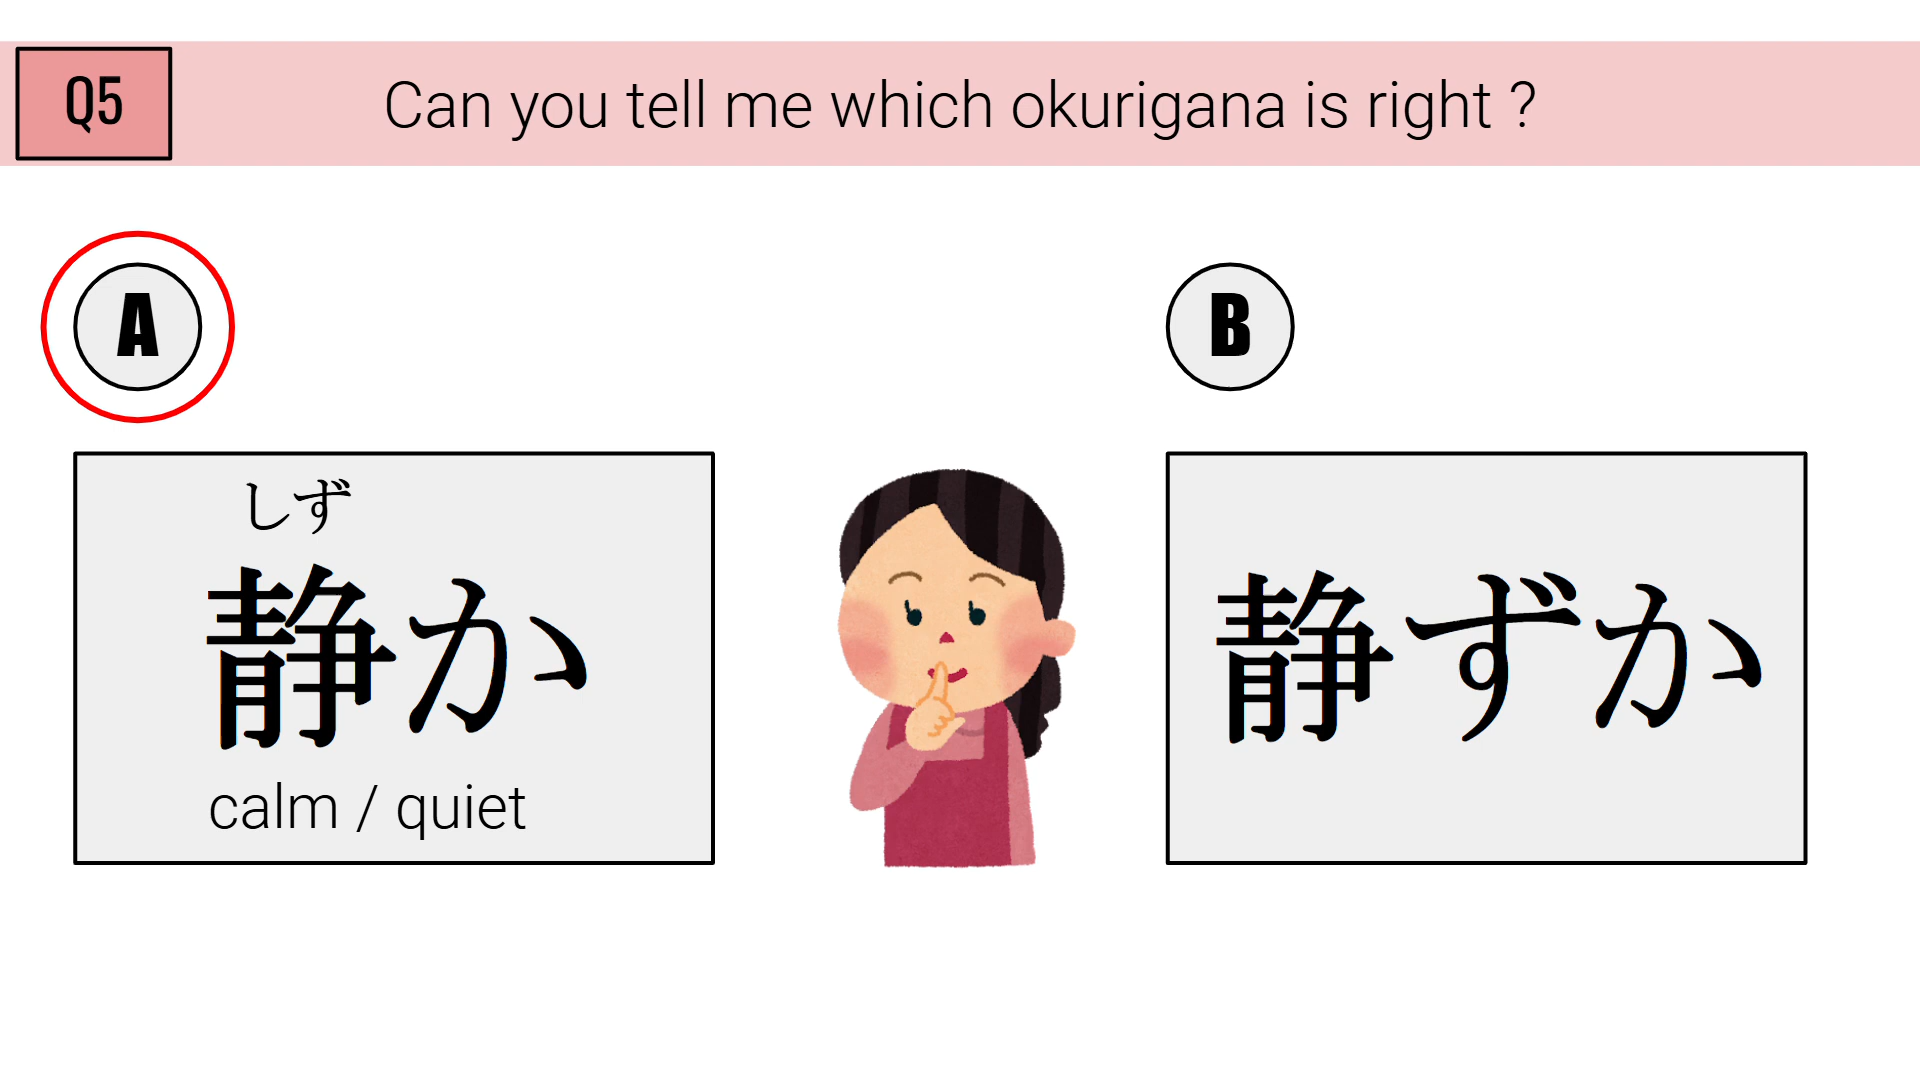 Q5
Can you tell me which okurigana is right ?
A
B
しず
静か
calm / quiet
静ずか